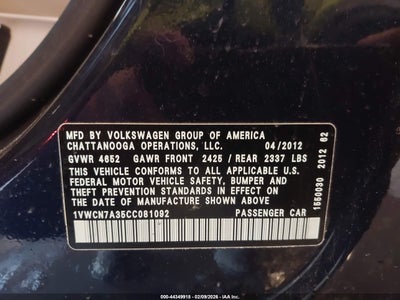 MFD BY VOLKSWAGEN GROUP OF AMERICA
CHATTANOOGA OPERATIONS, LLC. 04/2012
GVWR 4652 GAWR FRONT 2425 / REAR 2337 LBS
THIS VEHICLE CONFORMS TO ALL APPLICABLE U.S.
FEDERAL MOTOR VEHICLE SAFETY, BUMPER AND THEFT
PREVENTION STANDARDS IN EFFECT ON
THE DATE OF MANUFACTURE SHOWN ABOVE.
1VWCN7A35CC081092 PASSENGER CAR
1550030 2012 62
000-44349918 - 02/09/2026 - IAA, Inc.